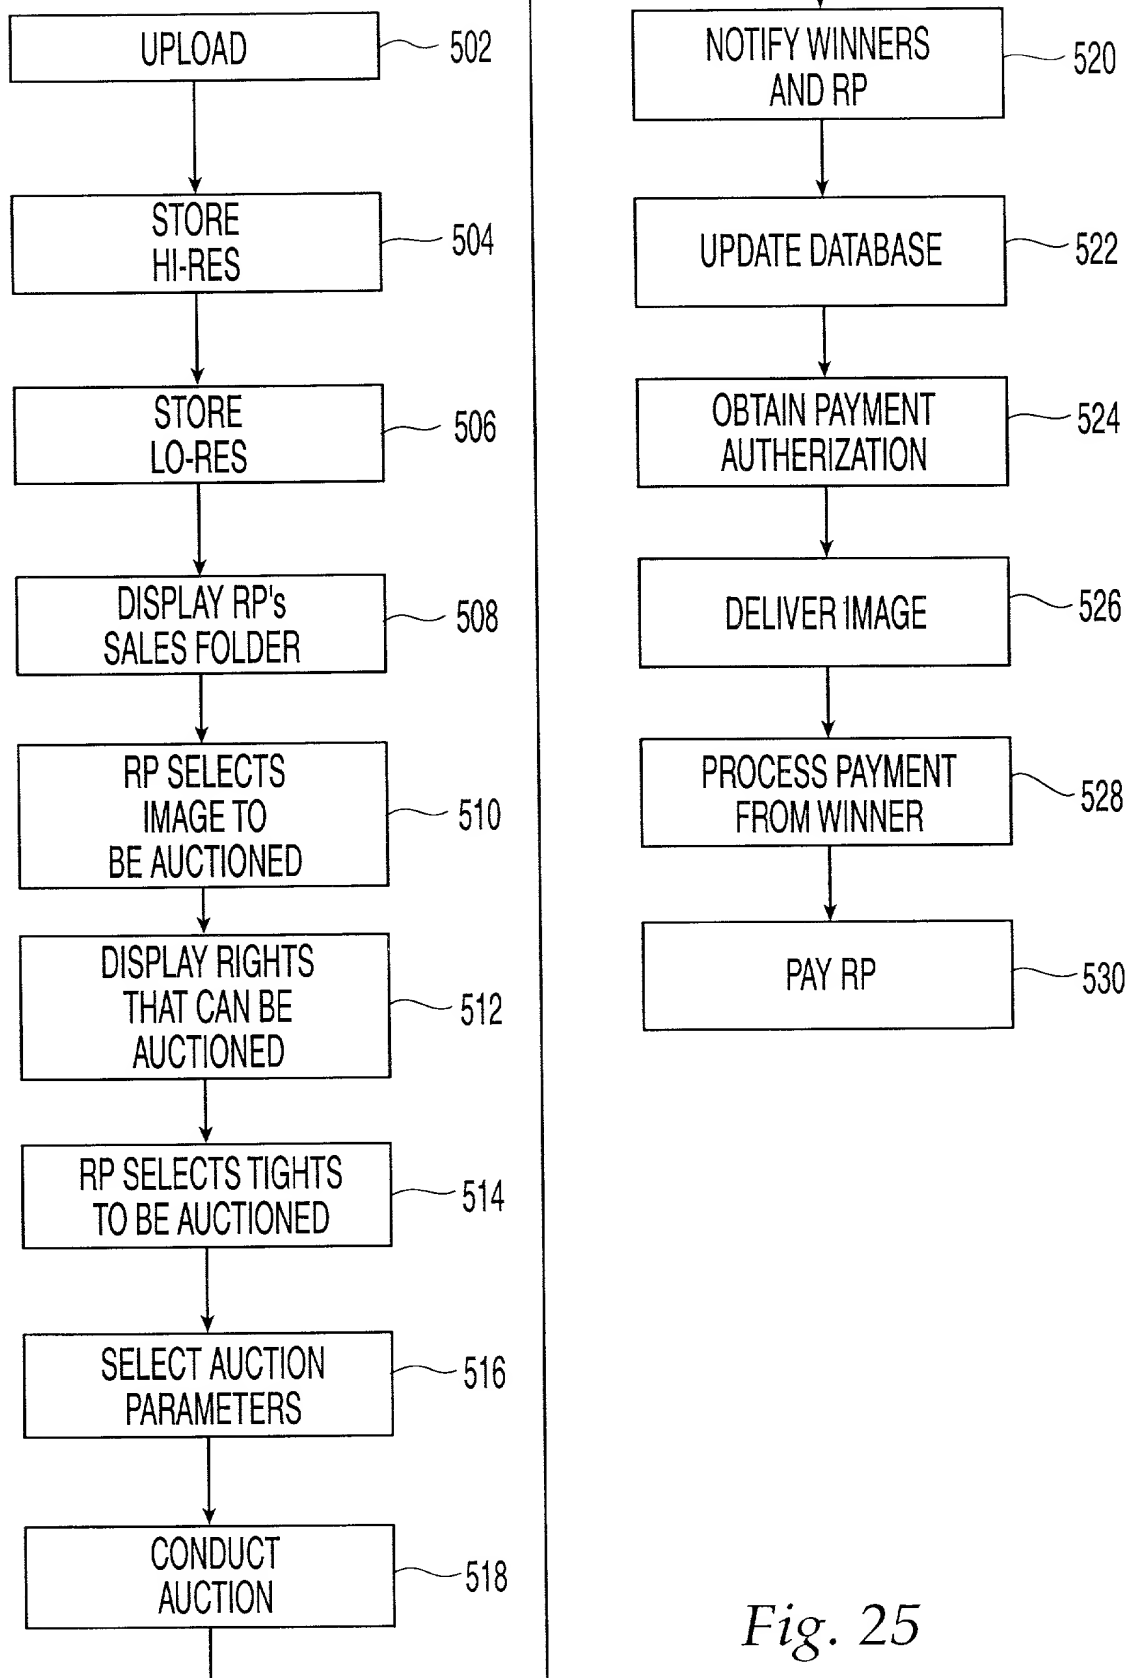 UPLOAD
502
STORE
HI-RES
504
STORE
LO-RES
506
DISPLAY RP's
SALES FOLDER
508
RP SELECTS
IMAGE TO
BE AUCTIONED
510
DISPLAY RIGHTS
THAT CAN BE
AUCTIONED
512
RP SELECTS TIGHTS
TO BE AUCTIONED
514
SELECT AUCTION
PARAMETERS
516
CONDUCT
AUCTION
518
NOTIFY WINNERS
AND RP
520
UPDATE DATABASE
522
OBTAIN PAYMENT
AUTHERIZATION
524
DELIVER IMAGE
526
PROCESS PAYMENT
FROM WINNER
528
PAY RP
530
Fig. 25